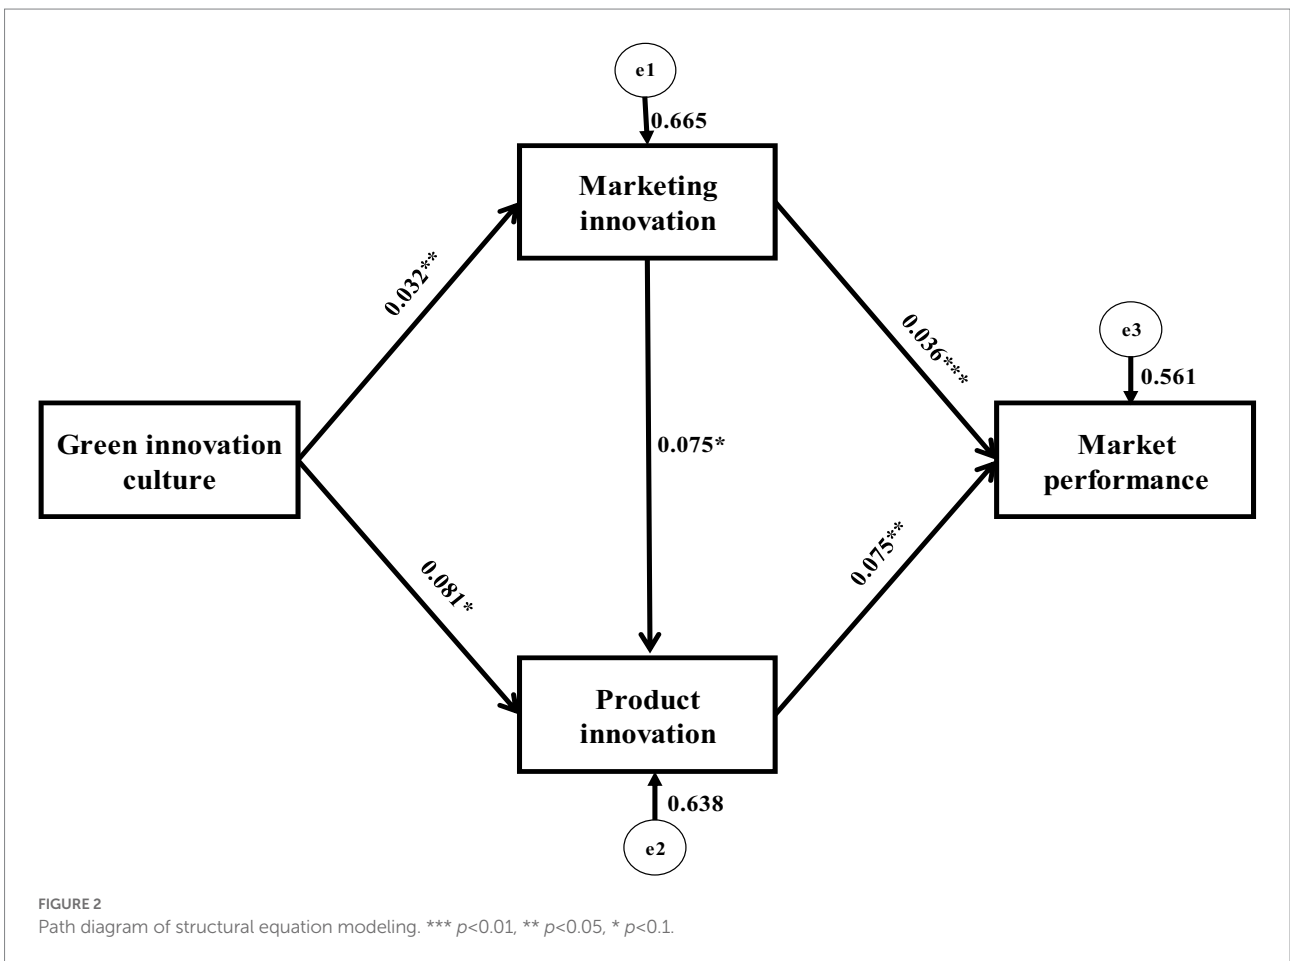 e1
0.665
Marketing
innovation
0.032**
0.036***
e3
0.561
Green innovation
culture
0.075*
Market
performance
0.081*
0.075**
Product
innovation
0.638
e2
FIGURE 2
Path diagram of structural equation modeling. *** p<0.01, ** p<0.05, * p<0.1.